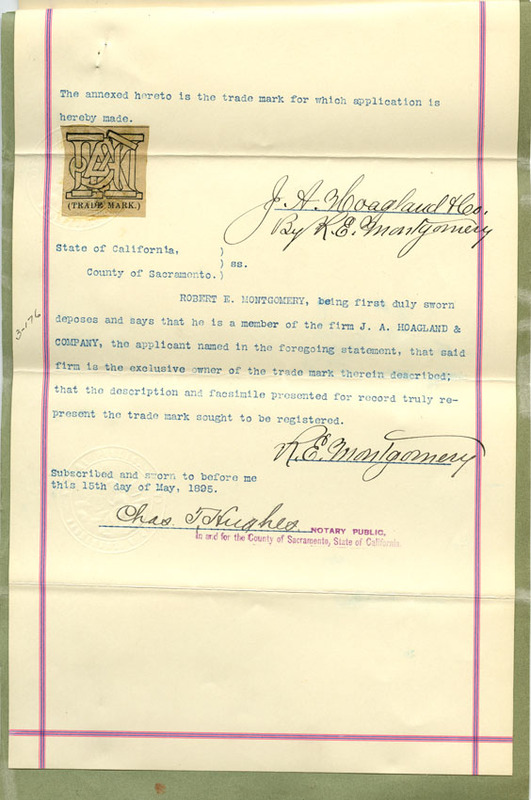 The annexed hereto is the trade mark for which application is
hereby made.
(TRADE MARK.)
J. A. Hoagland & Co.
By R. E. Montgomery
State of California, )
) ss.
County of Sacramento. )
3-176
ROBERT E. MONTGOMERY, being first duly sworn
deposes and says that he is a member of the firm J. A. HOAGLAND &
COMPANY, the applicant named in the foregoing statement, that said
firm is the exclusive owner of the trade mark therein described;
that the description and facsimile presented for record truly re-
present the trade mark sought to be registered.
R. E. Montgomery
Subscribed and sworn to before me
this 15th day of May, 1895.
Chas. T. Hughes
NOTARY PUBLIC,
In and for the County of Sacramento, State of California.